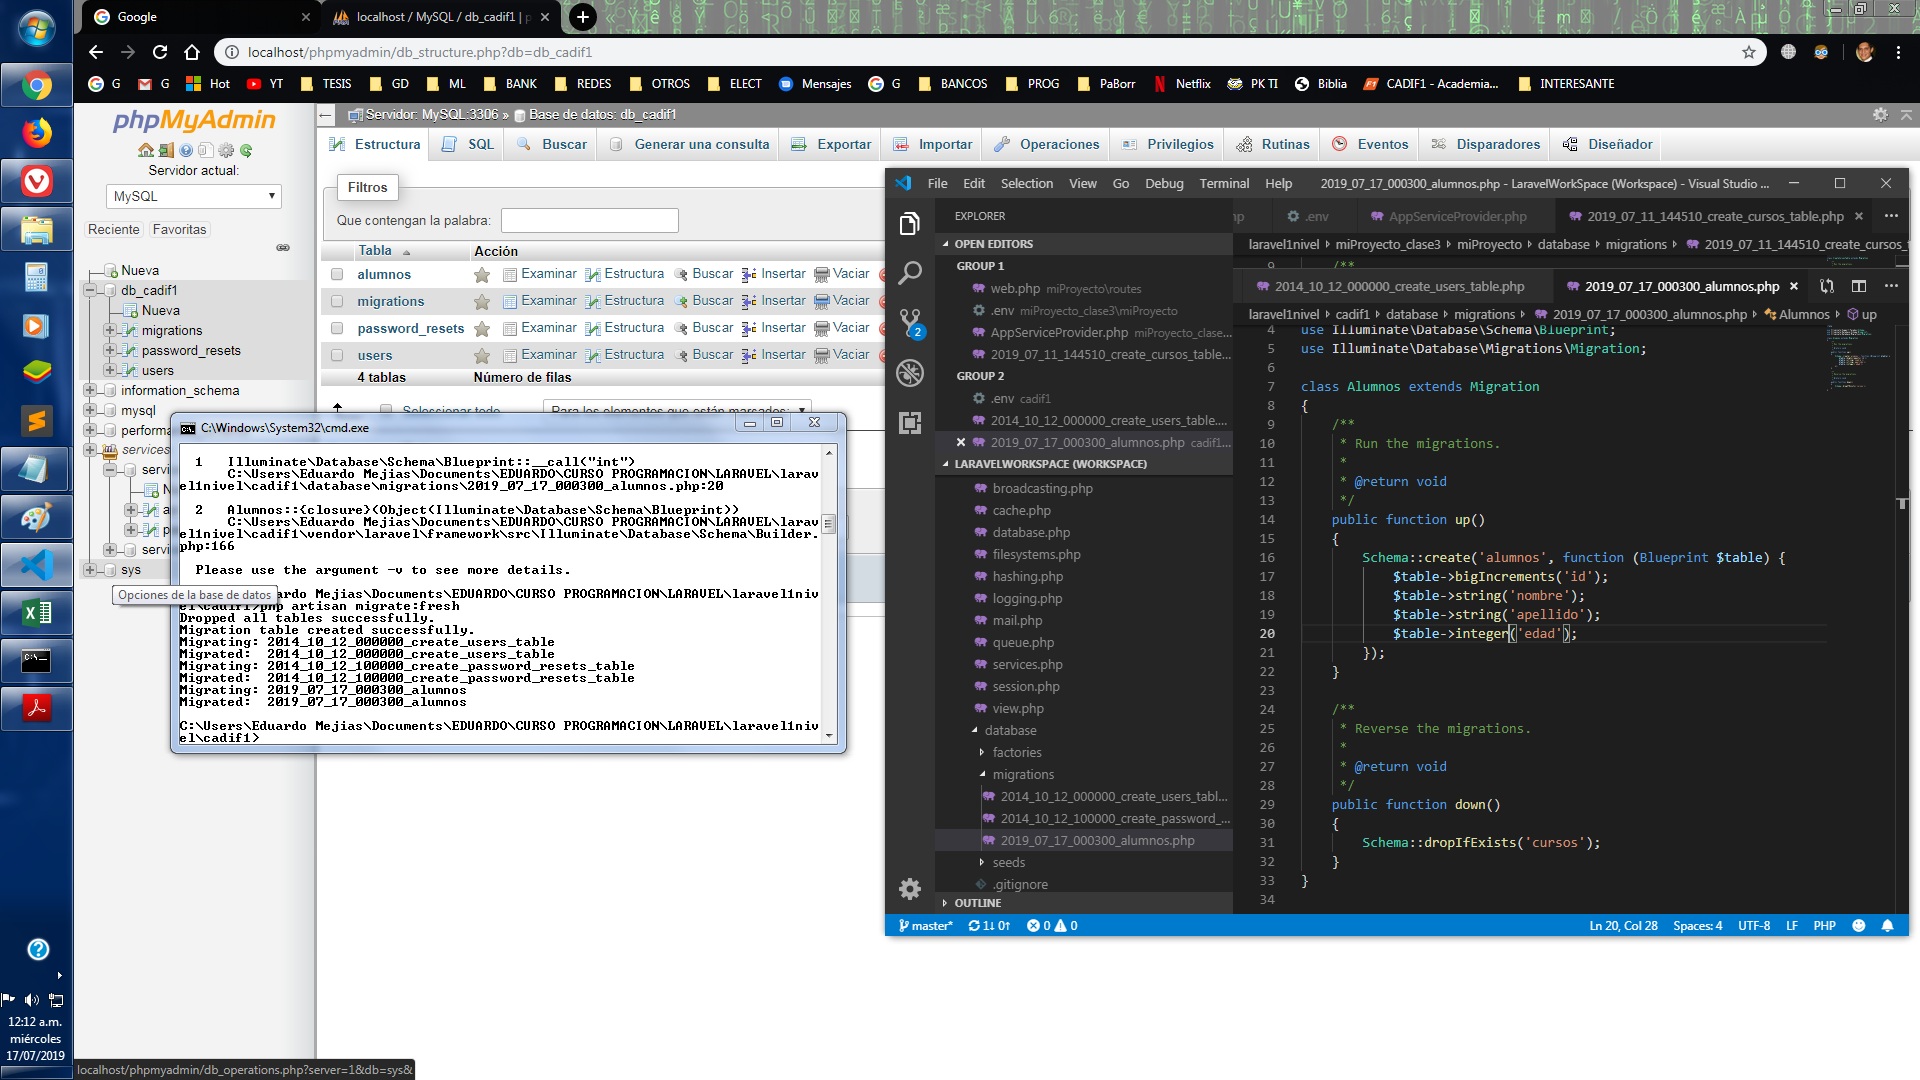 Google
localhost / MySQL / db_cadif1 | p
localhost/phpmyadmin/db_structure.php?db=db_cadif1
G G Hot YT TESIS GD ML BANK REDES OTROS ELECT Mensajes G BANCOS PROG PaBorr Netflix PK TI Biblia CADIF1 - Academia... INTERESANTE
phpMyAdmin
Servidor actual:
MySQL
Reciente Favoritas
Nueva
db_cadif1
Nueva
migrations
password_resets
users
information_schema
mysql
performa
services
servi
N
a
p
servi
sys
Opciones de la base de datos
Servidor: MySQL:3306 » Base de datos: db_cadif1
Estructura SQL Buscar Generar una consulta Exportar Importar Operaciones Privilegios Rutinas Eventos Disparadores Diseñador
Filtros
Que contengan la palabra:
Tabla Acción
alumnos Examinar Estructura Buscar Insertar Vaciar
migrations Examinar Estructura Buscar Insertar Vaciar
password_resets Examinar Estructura Buscar Insertar Vaciar
users Examinar Estructura Buscar Insertar Vaciar
4 tablas Número de filas
Seleccionar todo Para los elementos que están marcados:
C:\Windows\System32\cmd.exe
1 Illuminate\Database\Schema\Blueprint::__call("int")
C:\Users\Eduardo Mejias\Documents\EDUARDO\CURSO PROGRAMACION\LARAVEL\larav
el1nivel\cadif1\database\migrations\2019_07_17_000300_alumnos.php:20
2 Alumnos::{closure}(Object(Illuminate\Database\Schema\Blueprint))
C:\Users\Eduardo Mejias\Documents\EDUARDO\CURSO PROGRAMACION\LARAVEL\larav
el1nivel\cadif1\vendor\laravel\framework\src\Illuminate\Database\Schema\Builder.
php:166
Please use the argument -v to see more details.
ardo Mejias\Documents\EDUARDO\CURSO PROGRAMACION\LARAVEL\laravel1niv
el\cadif1>php artisan migrate:fresh
Dropped all tables successfully.
Migration table created successfully.
Migrating: 2014_10_12_000000_create_users_table
Migrated: 2014_10_12_000000_create_users_table
Migrating: 2014_10_12_100000_create_password_resets_table
Migrated: 2014_10_12_100000_create_password_resets_table
Migrating: 2019_07_17_000300_alumnos
Migrated: 2019_07_17_000300_alumnos
C:\Users\Eduardo Mejias\Documents\EDUARDO\CURSO PROGRAMACION\LARAVEL\laravel1niv
el\cadif1>
File Edit Selection View Go Debug Terminal Help 2019_07_17_000300_alumnos.php - LaravelWorkSpace (Workspace) - Visual Studio ...
EXPLORER
OPEN EDITORS
GROUP 1
web.php miProyecto\routes
.env miProyecto_clase3\miProyecto
AppServiceProvider.php miProyecto_clase...
2019_07_11_144510_create_cursos_table...
GROUP 2
.env cadif1
2014_10_12_000000_create_users_table....
2019_07_17_000300_alumnos.php cadif1...
LARAVELWORKSPACE (WORKSPACE)
broadcasting.php
cache.php
database.php
filesystems.php
hashing.php
logging.php
mail.php
queue.php
services.php
session.php
view.php
database
factories
migrations
2014_10_12_000000_create_users_tabl...
2014_10_12_100000_create_password_...
2019_07_17_000300_alumnos.php
seeds
.gitignore
OUTLINE
2
hp .env AppServiceProvider.php 2019_07_11_144510_create_cursos_table.php
laravel1nivel miProyecto_clase3 miProyecto database migrations 2019_07_11_144510_create_cursos_t
9 /**
2014_10_12_000000_create_users_table.php 2019_07_17_000300_alumnos.php
laravel1nivel cadif1 database migrations 2019_07_17_000300_alumnos.php Alumnos up
4 use Illuminate\Database\Schema\Blueprint;
5 use Illuminate\Database\Migrations\Migration;
6
7 class Alumnos extends Migration
8 {
9 /**
10 * Run the migrations.
11 *
12 * @return void
13 */
14 public function up()
15 {
16 Schema::create('alumnos', function (Blueprint $table) {
17 $table->bigIncrements('id');
18 $table->string('nombre');
19 $table->string('apellido');
20 $table->integer('edad');
21 });
22 }
23
24 /**
25 * Reverse the migrations.
26 *
27 * @return void
28 */
29 public function down()
30 {
31 Schema::dropIfExists('cursos');
32 }
33 }
34
master* 1↓ 0↑ 0 0 Ln 20, Col 28 Spaces: 4 UTF-8 LF PHP
12:12 a.m.
miércoles
17/07/2019
localhost/phpmyadmin/db_operations.php?server=1&db=sys&